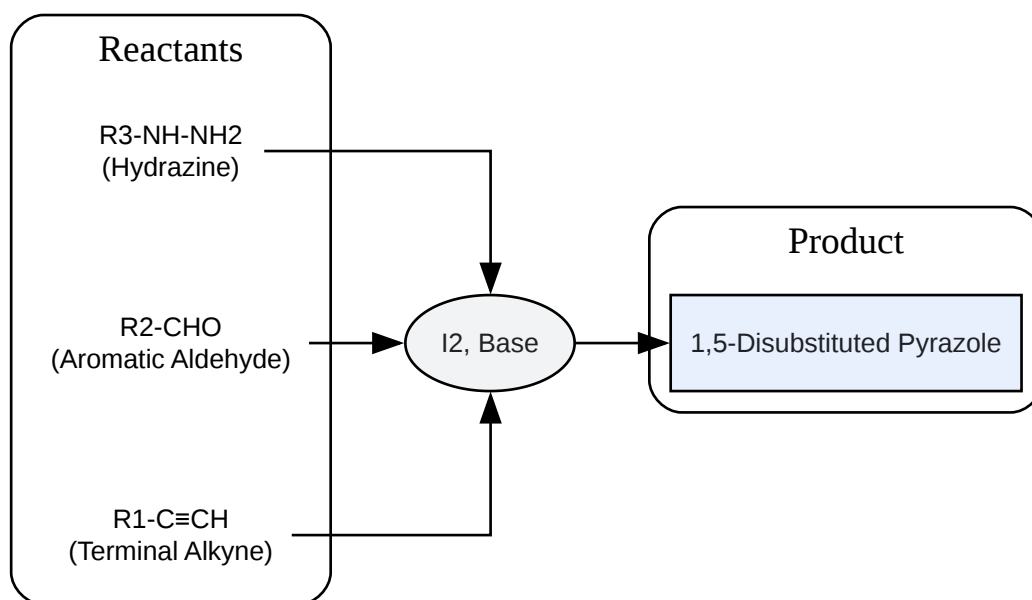 Reactants
R3-NH-NH2
(Hydrazine)
R2-CHO
(Aromatic Aldehyde)
R1-C≡CH
(Terminal Alkyne)
I2, Base
Product
1,5-Disubstituted Pyrazole